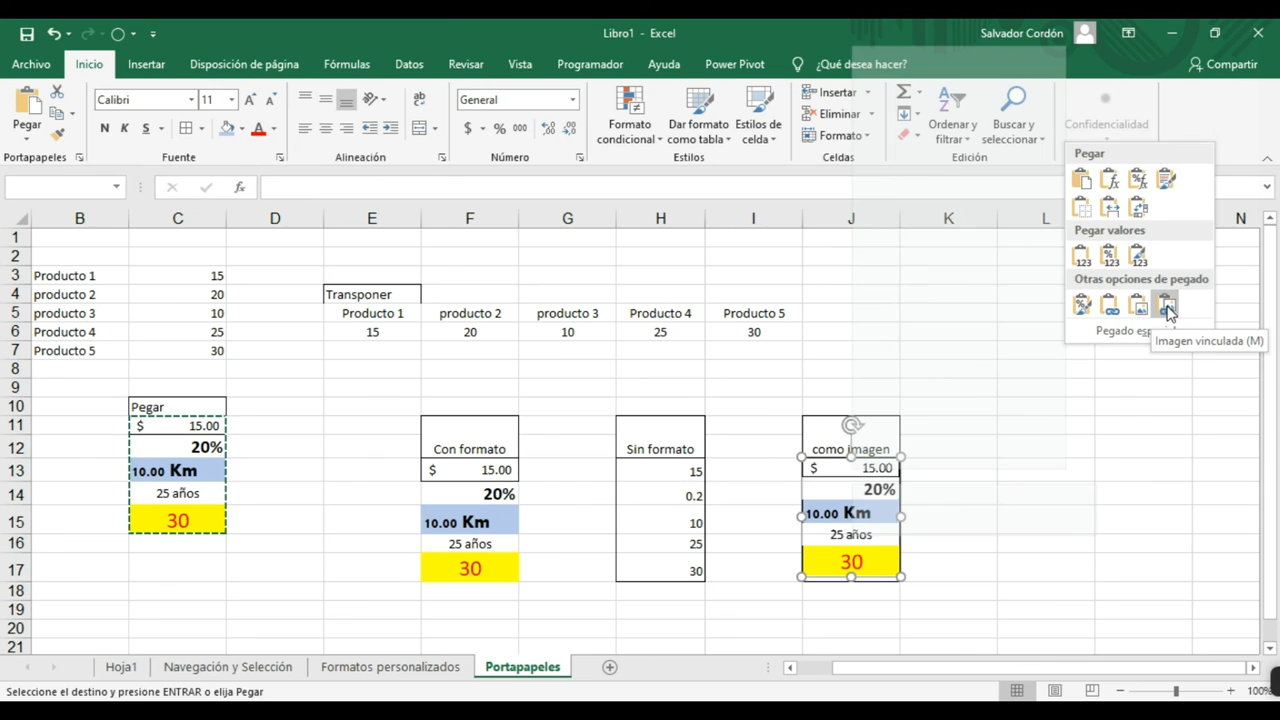 Libro1 - Excel
Salvador Cordón
Archivo Inicio Insertar Disposición de página Fórmulas Datos Revisar Vista Programador Ayuda Power Pivot ¿Qué desea hacer? Compartir
Calibri 11 General
Insertar
Pegar
N K S
$ % 000
Formato condicional
Dar formato como tabla
Estilos de celda
Eliminar
Formato
Ordenar y filtrar
Buscar y seleccionar
Confidencialidad
Portapapeles Fuente Alineación Número Estilos Celdas Edición
Pegar
Pegar valores
123 123 123
Otras opciones de pegado
Pegado espe
Imagen vinculada (M)
B C D E F G H I J K L N
1
2
3 Producto 1 15
4 producto 2 20 Transponer
5 producto 3 10 Producto 1 producto 2 producto 3 Producto 4 Producto 5
6 Producto 4 25 15 20 10 25 30
7 Producto 5 30
8
9
10 Pegar
11 $ 15.00
12 20% Con formato Sin formato como imagen
13 10.00 Km $ 15.00 15 $ 15.00
14 25 años 20% 0.2 20%
15 30 10.00 Km 10 10.00 Km
16 25 años 25 25 años
17 30 30 30
18
19
20
21
Hoja1 Navegación y Selección Formatos personalizados Portapapeles
Seleccione el destino y presione ENTRAR o elija Pegar
100%